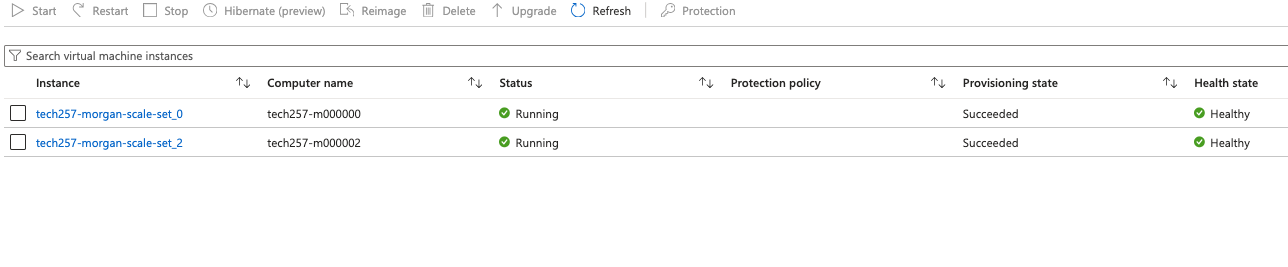 Start Restart Stop Hibernate (preview) Reimage Delete Upgrade Refresh Protection
Search virtual machine instances
Instance Computer name Status Protection policy Provisioning state Health state
tech257-morgan-scale-set_0 tech257-m000000 Running Succeeded Healthy
tech257-morgan-scale-set_2 tech257-m000002 Running Succeeded Healthy